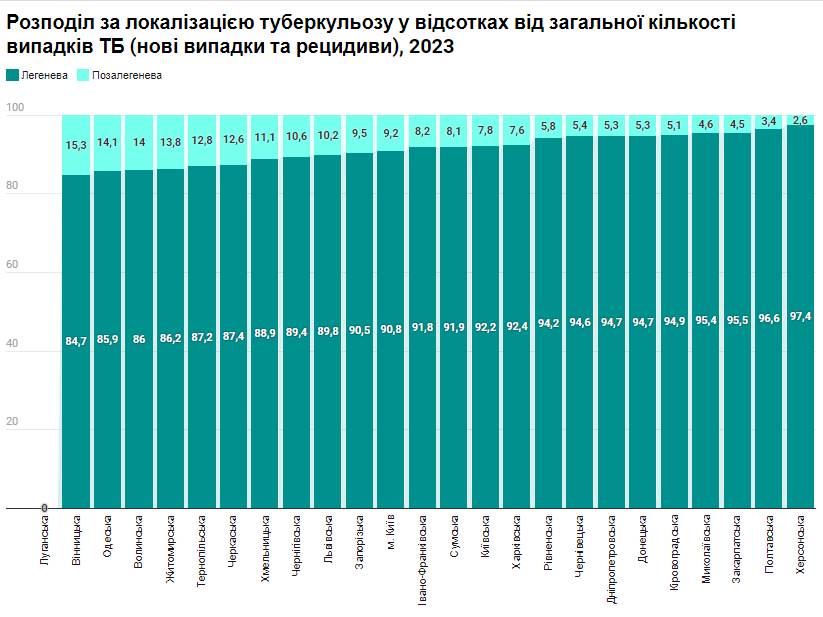 Розподіл за локалізацією туберкульозу у відсотках від загальної кількості
випадків ТБ (нові випадки та рецидиви), 2023
Легенева Позалегенева
100
15,3 14,1 14 13,8 12,8 12,6 11,1 10,6 10,2 9,5 9,2 8,2 8,1 7,8 7,6 5,8 5,4 5,3 5,3 5,1 4,6 4,5 3,4 2,6
80
60
84,7 85,9 86 86,2 87,2 87,4 88,9 89,4 89,8 90,5 90,8 91,8 91,9 92,2 92,4 94,2 94,6 94,7 94,7 94,9 95,4 95,5 96,6 97,4
40
20
0
Луганська
Вінницька
Одеська
Волинська
Житомирська
Тернопільська
Черкаська
Хмельницька
Чернігівська
Львівська
Запорізька
м. Київ
Івано-Франківська
Сумська
Київська
Харківська
Рівненська
Чернівецька
Дніпропетровська
Донецька
Кіровоградська
Миколаївська
Закарпатська
Полтавська
Херсонська